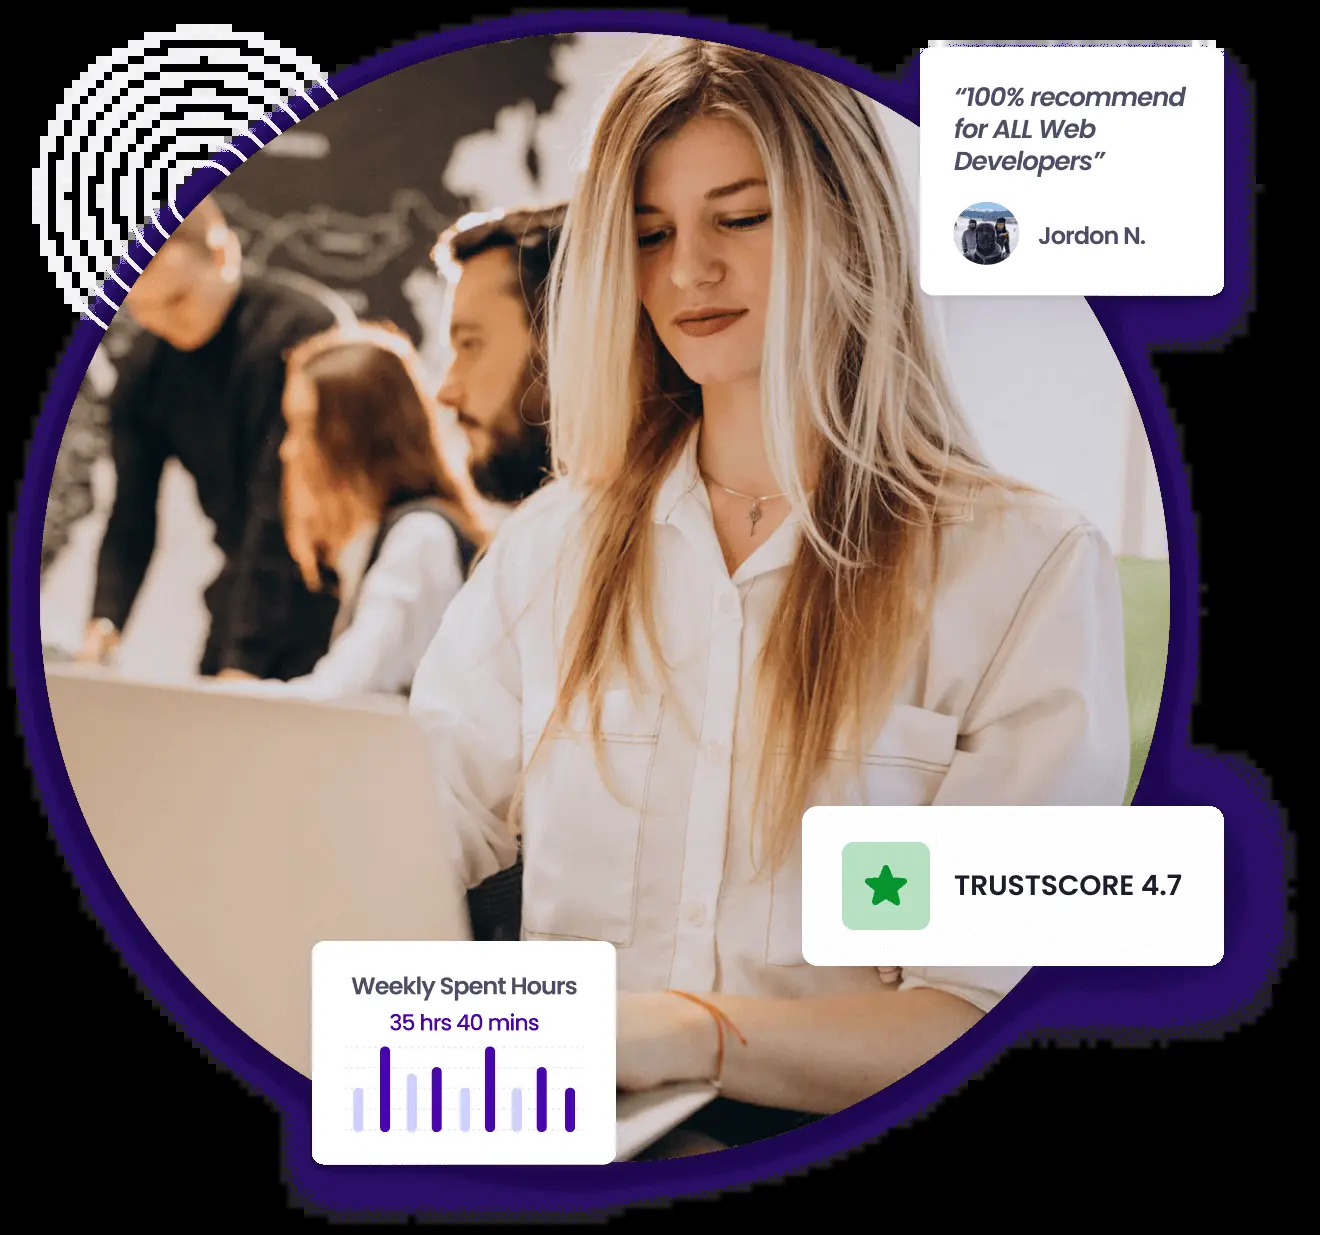 “100% recommend
for ALL Web
Developers”
Jordon N.
TRUSTSCORE 4.7
Weekly Spent Hours
35 hrs 40 mins